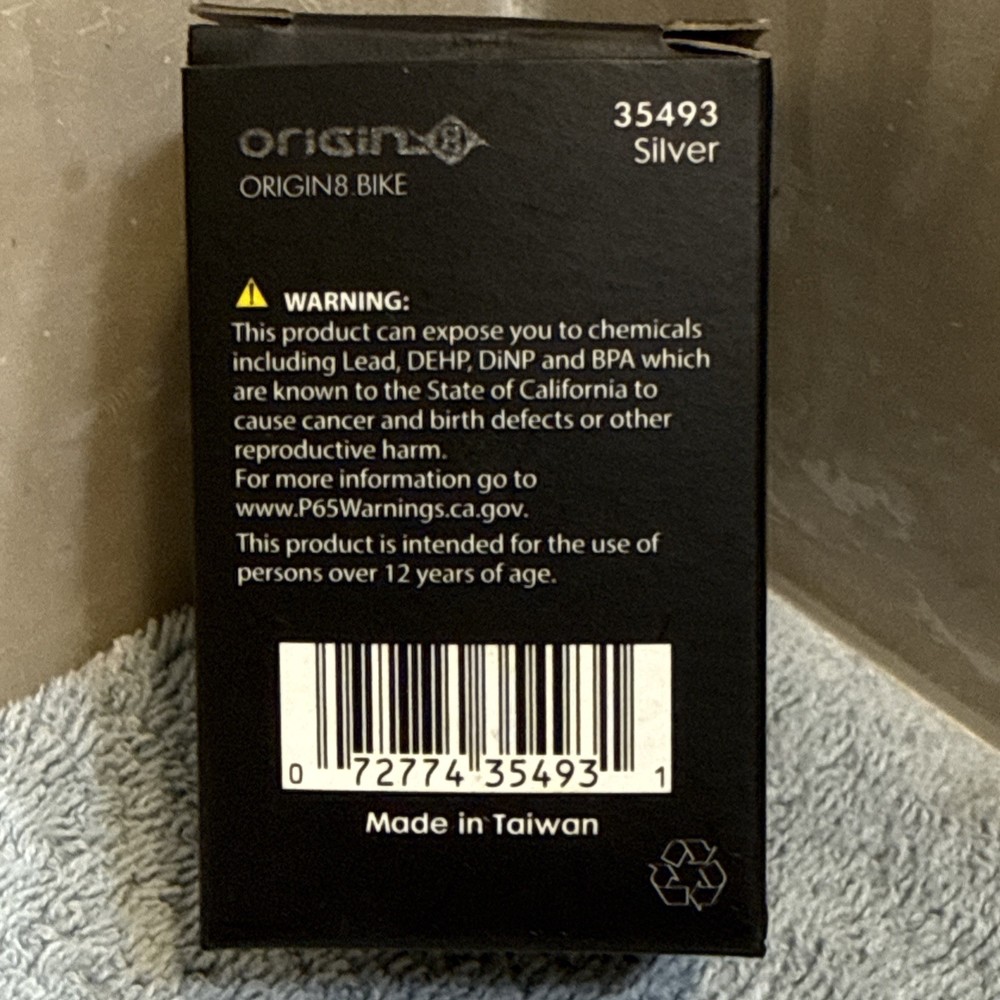 origin8
ORIGIN8.BIKE
35493
Silver
WARNING:
This product can expose you to chemicals
including Lead, DEHP, DiNP and BPA which
are known to the State of California to
cause cancer and birth defects or other
reproductive harm.
For more information go to
www.P65Warnings.ca.gov.
This product is intended for the use of
persons over 12 years of age.
0 72774 35493 1
Made in Taiwan